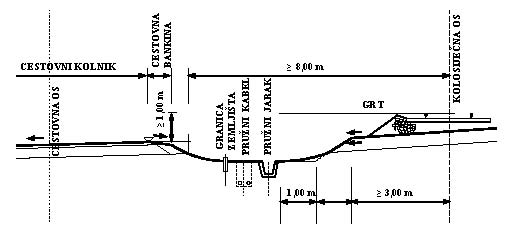 CESTOVNI KOLNIK
CESTOVNA
BANKINA
≥ 8,00 m
KOLOSIJEČNA OS
GRT
CESTOVNA OS
≥ 1,00 m
GRANICA
ZEMLJIŠTA
PRUŽNI KABEL
PRUŽNI JARAK
1,00 m
≥ 3,00 m